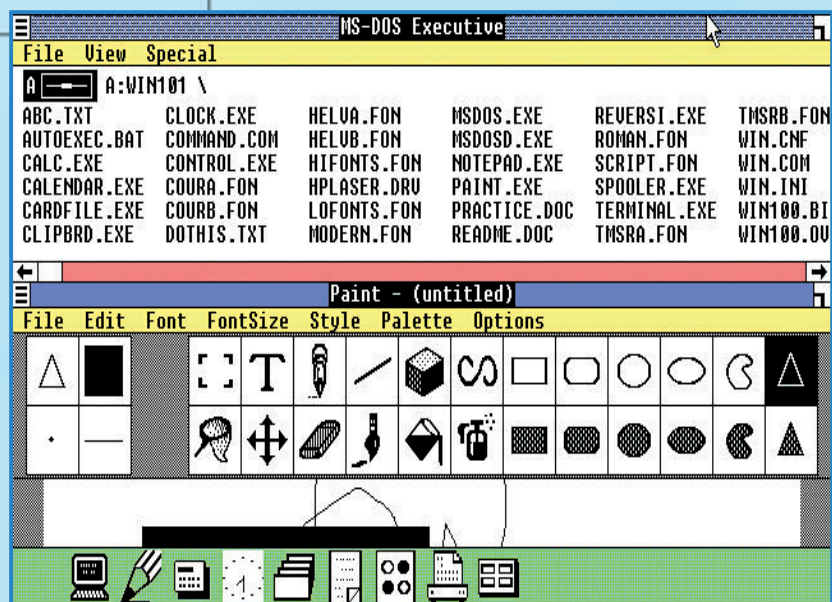 MS-DOS Executive
File View Special
A A:WIN101 \
ABC.TXT CLOCK.EXE HELVA.FON MSDOS.EXE REVERSI.EXE TMSRB.FON
AUTOEXEC.BAT COMMAND.COM HELVB.FON MSDOSD.EXE ROMAN.FON WIN.CNF
CALC.EXE CONTROL.EXE HIFONTS.FON NOTEPAD.EXE SCRIPT.FON WIN.COM
CALENDAR.EXE COURA.FON HPLASER.DRV PAINT.EXE SPOOLER.EXE WIN.INI
CARDFILE.EXE COURB.FON LOFONTS.FON PRACTICE.DOC TERMINAL.EXE WIN100.BI
CLIPBRD.EXE DOTHIS.TXT MODERN.FON README.DOC TMSRA.FON WIN100.OV
Paint - (untitled)
File Edit Font FontSize Style Palette Options
T